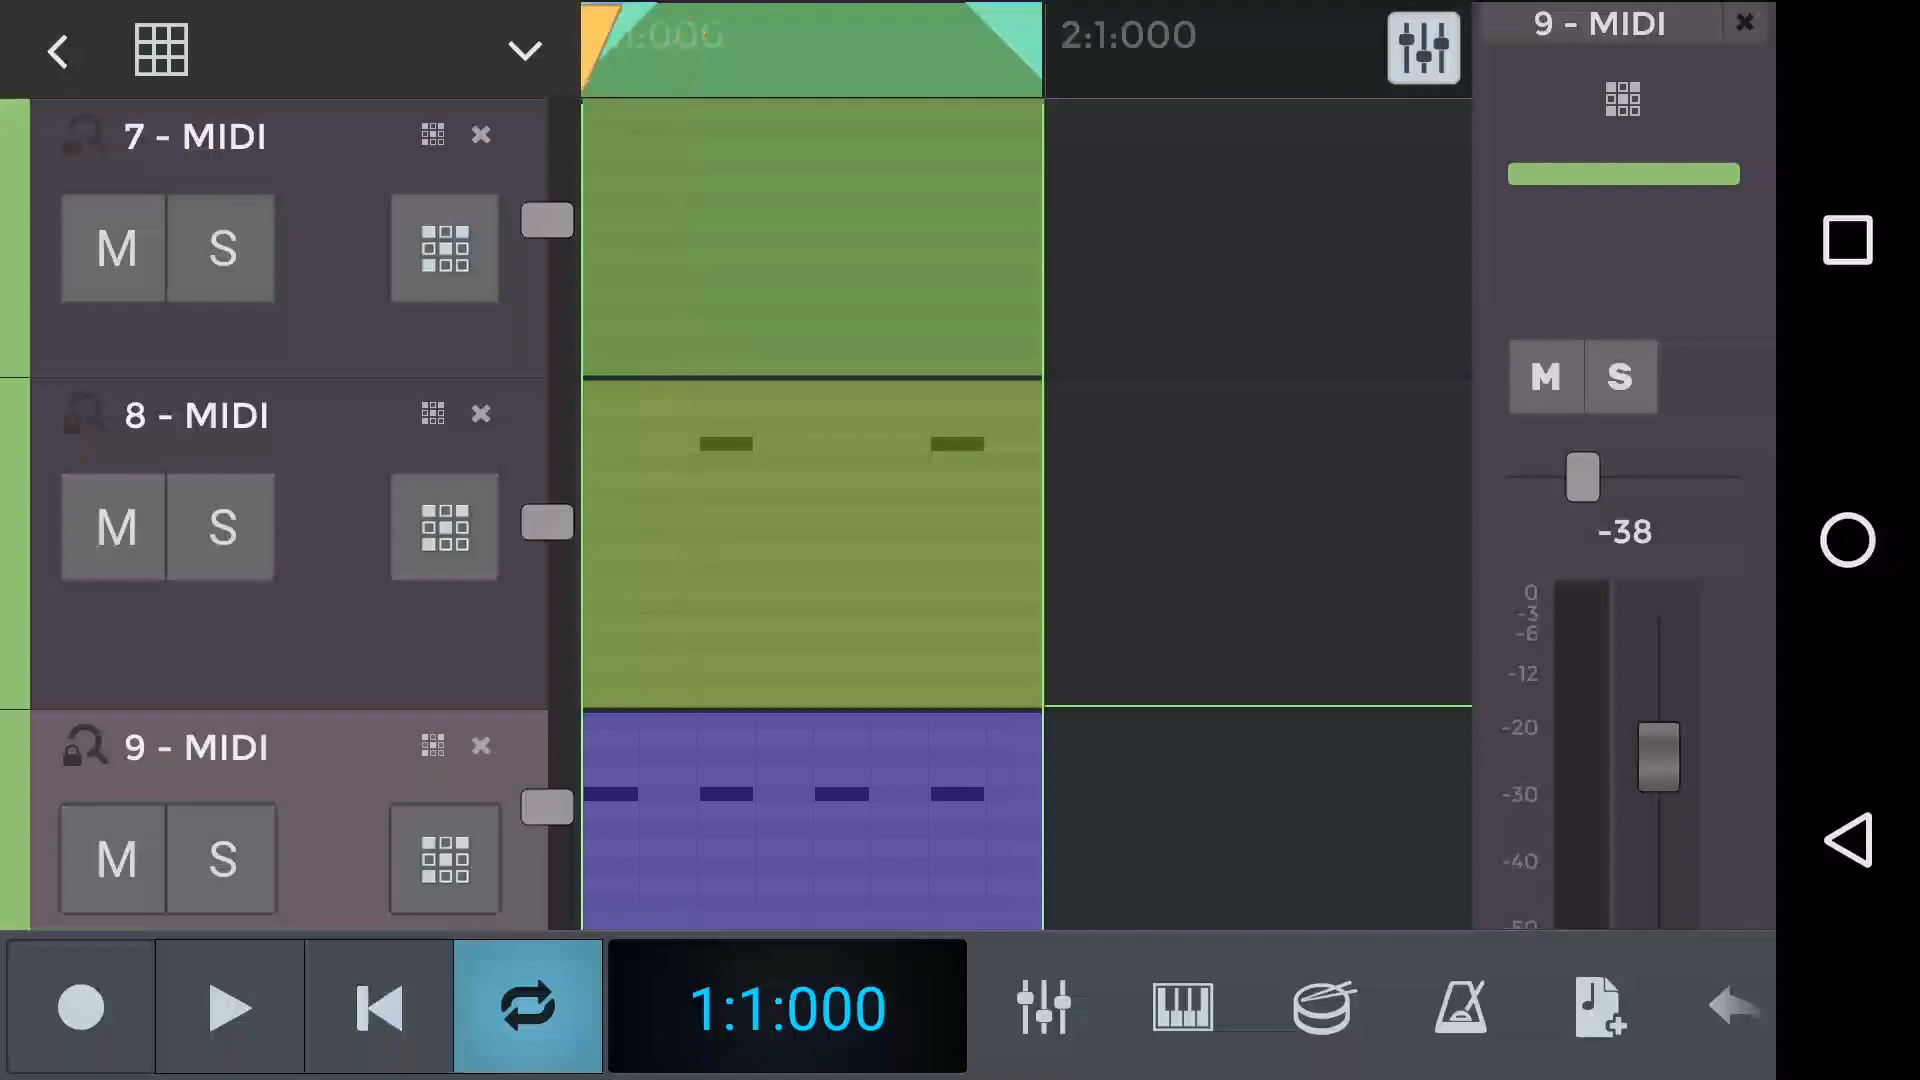 2:1:000
9 - MIDI
7 - MIDI
M S
M S
-38
8 - MIDI
M S
0
-3
-6
-12
-20
-30
-40
9 - MIDI
M S
1:1:000